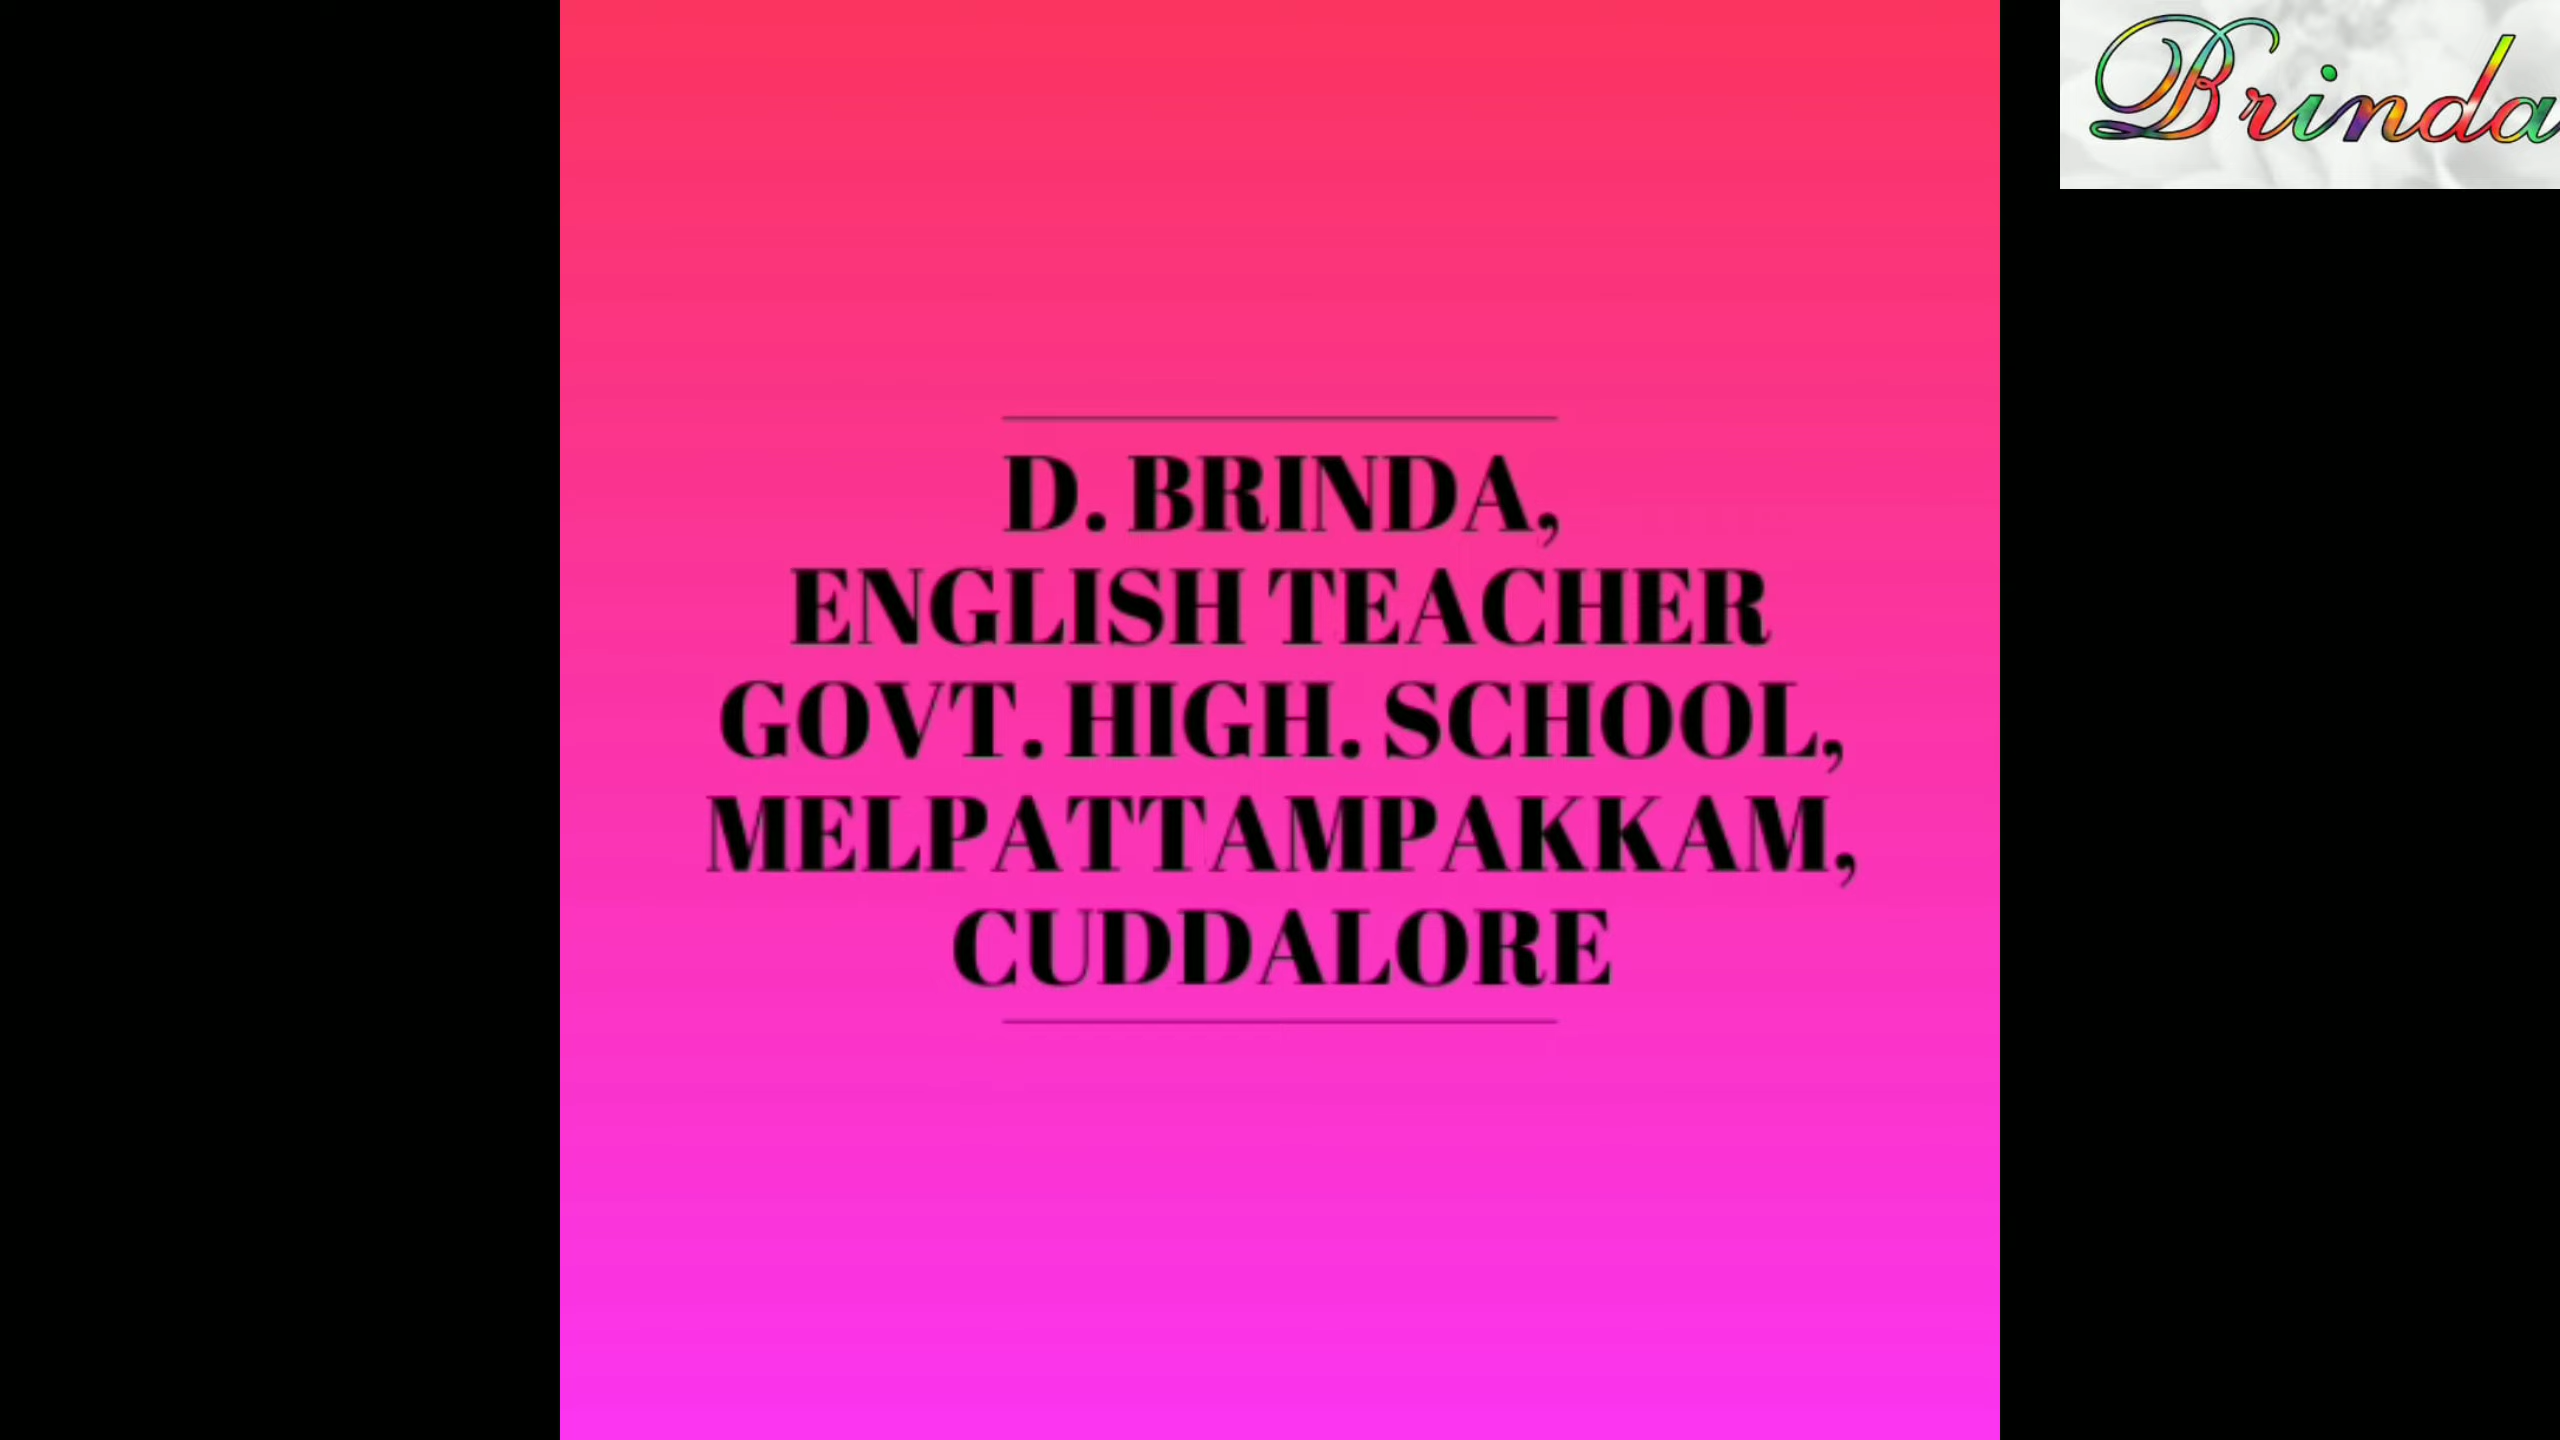 Brinda
D. BRINDA,
ENGLISH TEACHER
GOVT. HIGH. SCHOOL,
MELPATTAMPAKKAM,
CUDDALORE